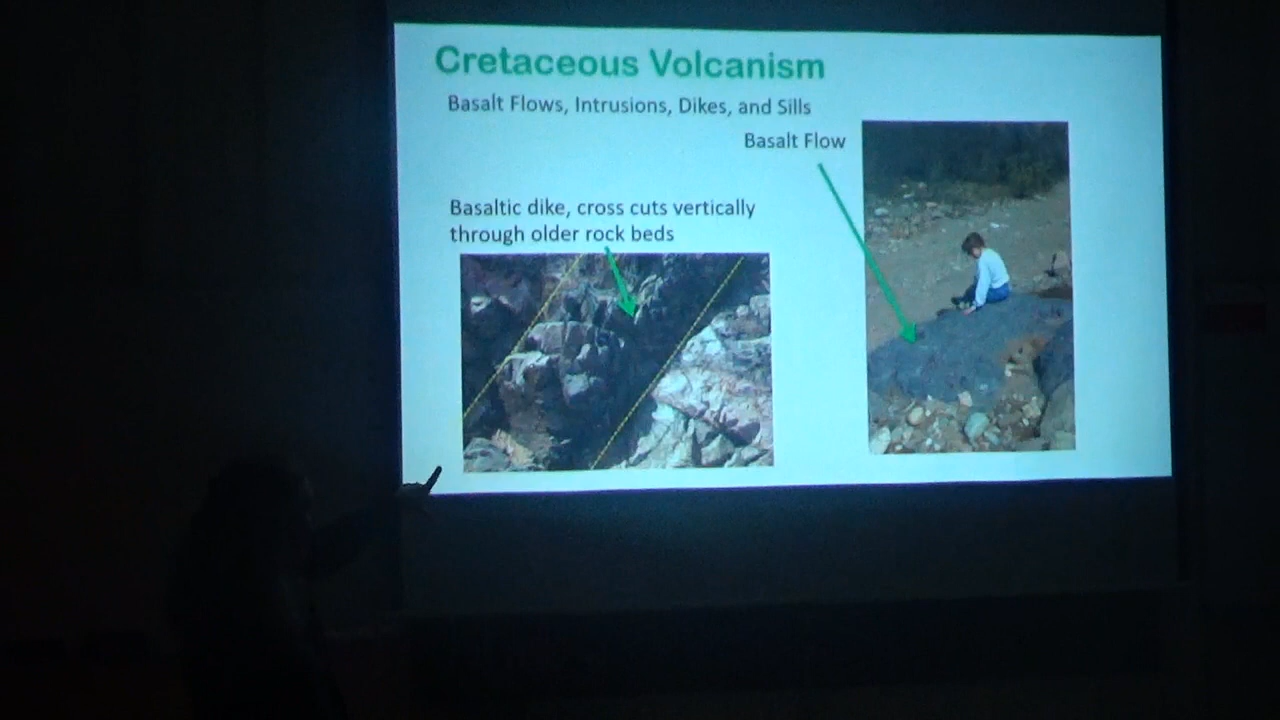 Cretaceous Volcanism
Basalt Flows, Intrusions, Dikes, and Sills
Basalt Flow
Basaltic dike, cross cuts vertically
through older rock beds